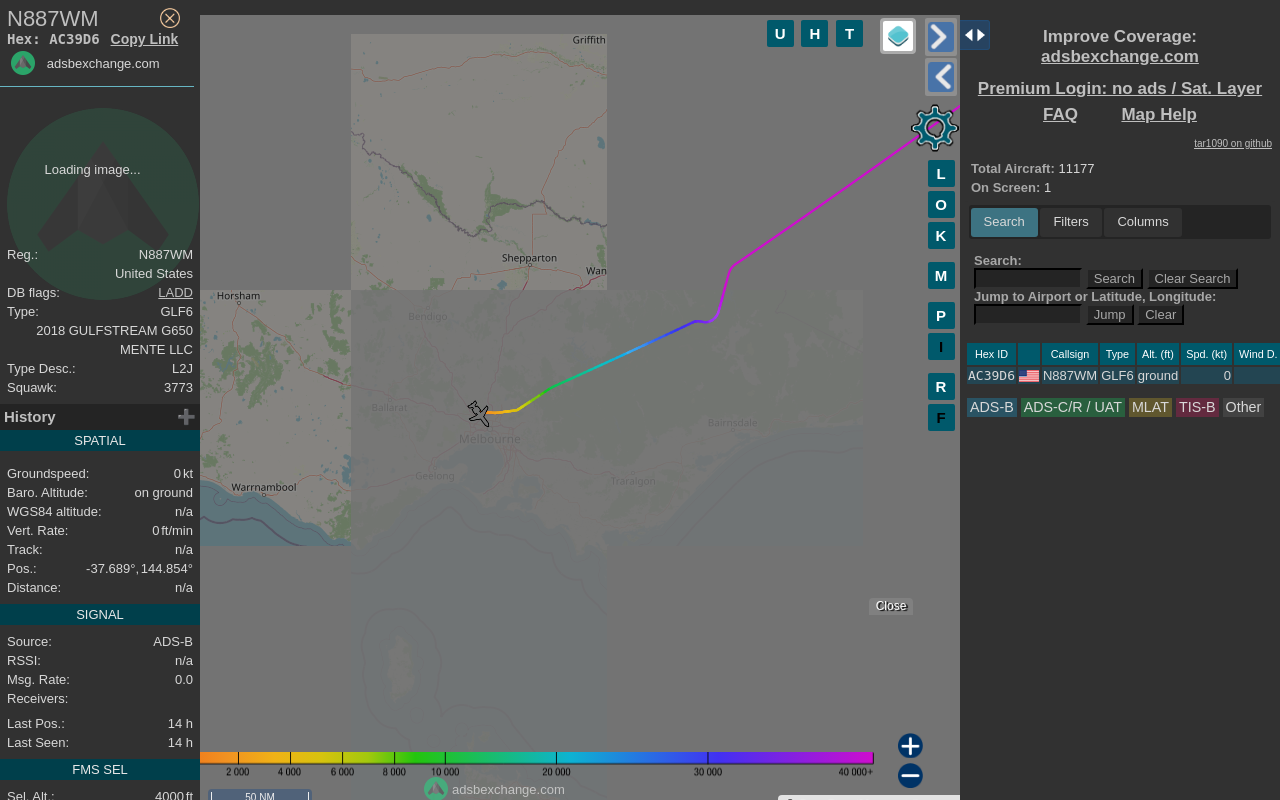 N887WM
Hex: AC39D6 Copy Link
adsbexchange.com
Loading image...
Reg.: N887WM
United States
DB flags: LADD
Type: GLF6
2018 GULFSTREAM G650
MENTE LLC
Type Desc.: L2J
Squawk: 3773
History
SPATIAL
Groundspeed: 0 kt
Baro. Altitude: on ground
WGS84 altitude: n/a
Vert. Rate: 0 ft/min
Track: n/a
Pos.: -37.689°, 144.854°
Distance: n/a
SIGNAL
Source: ADS-B
RSSI: n/a
Msg. Rate: 0.0
Receivers:
Last Pos.: 14 h
Last Seen: 14 h
FMS SEL
Sel. Alt.: 4000 ft
U H T
Griffith
Shepparton
Wan
Horsham
Bendigo
Ballarat
Melbourne
Bairnsdale
Geelong
Traralgon
Warrnambool
L
O
K
M
P
I
R
F
Close
2 000 4 000 6 000 8 000 10 000 20 000 30 000 40 000+
adsbexchange.com
50 NM
Improve Coverage:
adsbexchange.com
Premium Login: no ads / Sat. Layer
FAQ Map Help
tar1090 on github
Total Aircraft: 11177
On Screen: 1
Search Filters Columns
Search:
Search Clear Search
Jump to Airport or Latitude, Longitude:
Jump Clear
Hex ID Callsign Type Alt. (ft) Spd. (kt) Wind D.
AC39D6 N887WM GLF6 ground 0
ADS-B ADS-C/R / UAT MLAT TIS-B Other